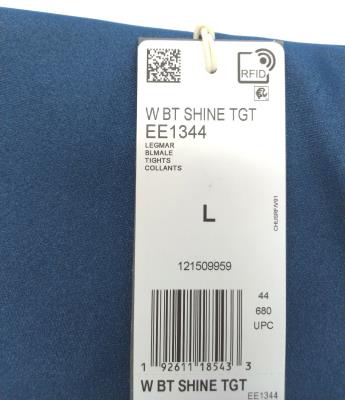 RFID
W BT SHINE TGT
EE1344
LEGMAR
BLMALE
TIGHTS
COLLANTS
L
CHUSRFIV01
121509959
44
680
UPC
1 92611 18543 3
W BT SHINE TGT
EE1344